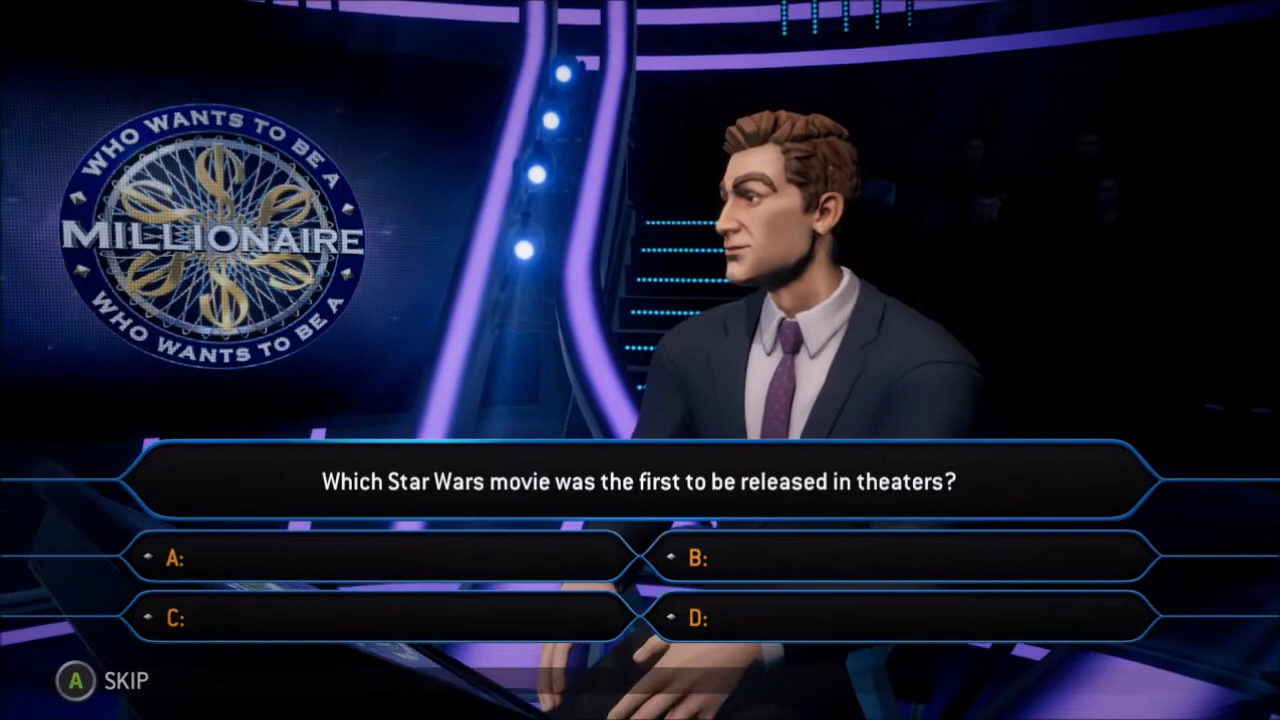 WHO WANTS TO BE A
MILLIONAIRE
WHO WANTS TO BE A
Which Star Wars movie was the first to be released in theaters?
A:
B:
C:
D:
A SKIP